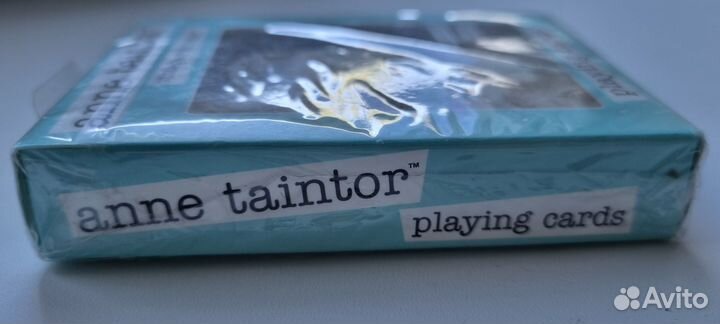 anne taintor™
playing cards
Avito